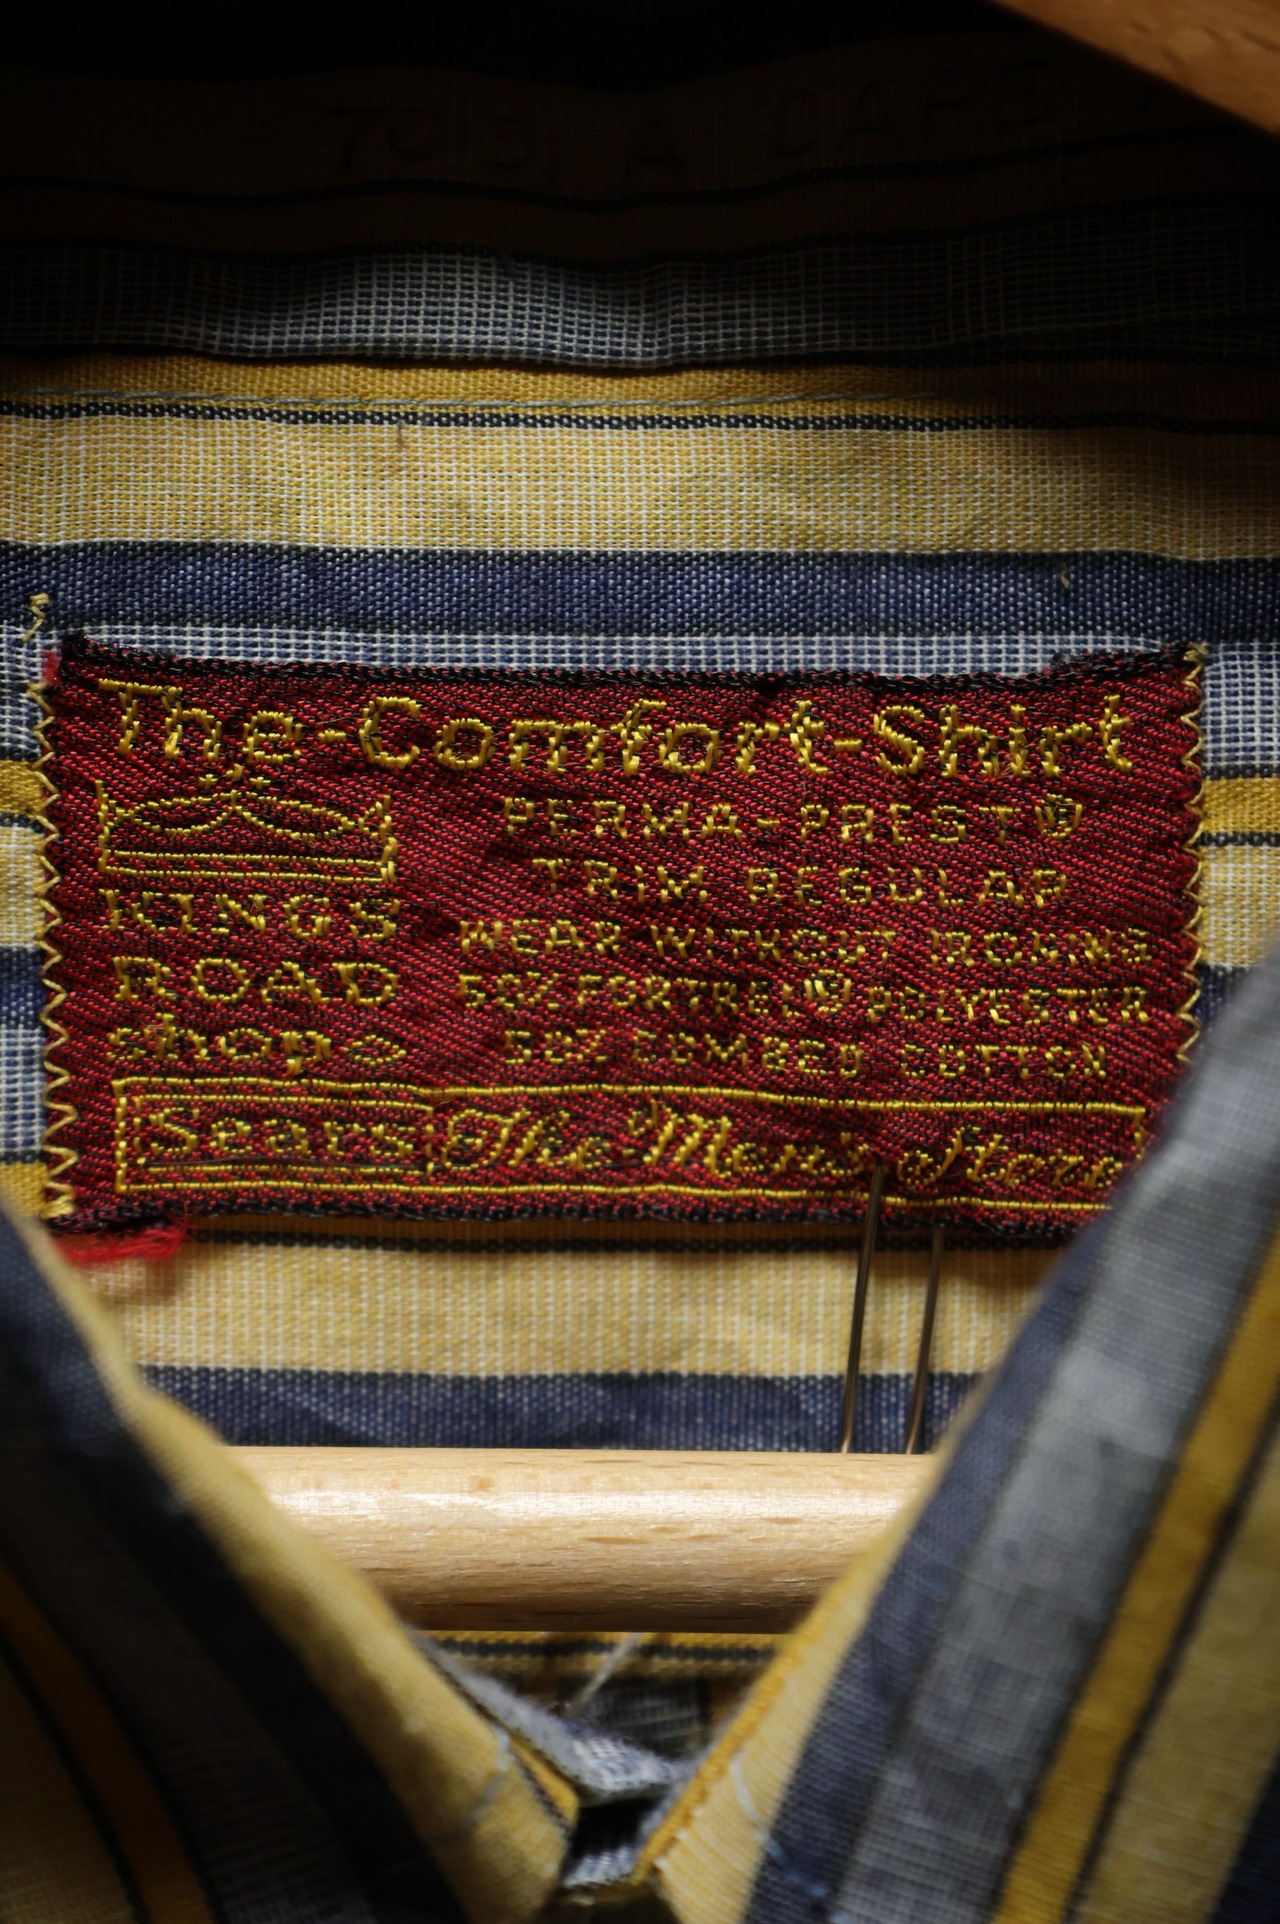 The-Comfort-Shirt
PERMA-PREST®
TRIM REGULAR
WEAR WITHOUT IRONING
50% FORTREL® POLYESTER
50% COMBED COTTON
KINGS
ROAD
shop
Sears The Men's Store